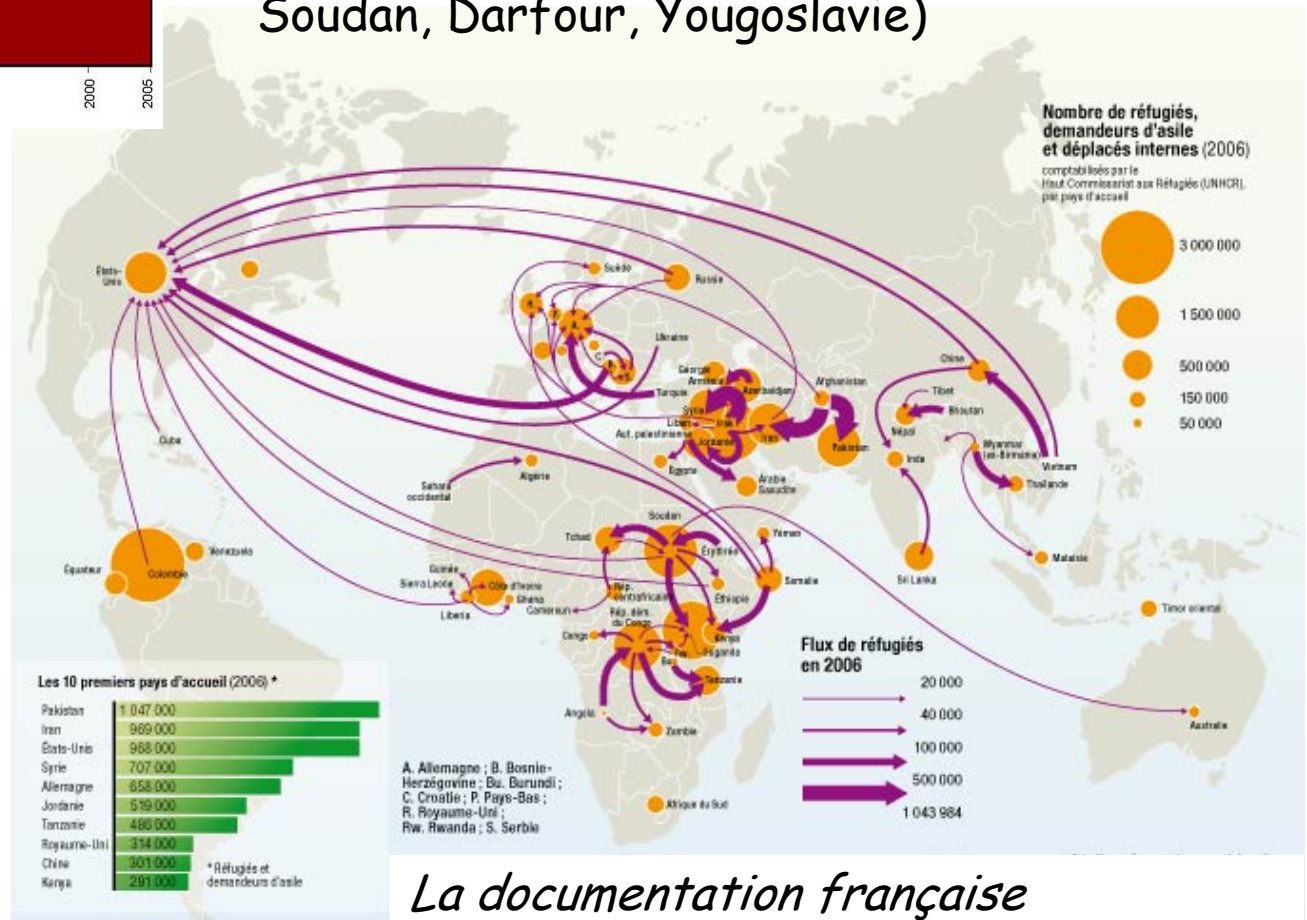 Soudan, Darfour, Yougoslavie)
2000
2005
Nombre de réfugiés,
demandeurs d'asile
et déplacés internes (2006)
comptabilisés par le
Haut Commissariat aux Réfugiés (UNHCR),
par pays d'accueil
3 000 000
1 500 000
500 000
150 000
50 000
États-
Unis
Suède
Russie
R.
P.
A.
C.
B.
S.
Ukraine
Géorgie
Arménie
Azerbaïdjan
Afghanistan
Chine
Turquie
Tibet
Syrie
Bhoutan
Liban
Irak
Népal
Aut. palestinienne
Jordanie
Iran
Pakistan
Cuba
Inde
Myanmar
(ex-Birmanie)
Vietnam
Égypte
Algérie
Arabie
Saoudite
Thaïlande
Sahara
occidental
Soudan
Tchad
Érythrée
Yémen
Venezuela
Équateur
Colombie
Guinée
Sierra Leone
Côte d'Ivoire
Ghana
Liberia
Cameroun
Rép.
centrafricaine
Éthiopie
Somalie
Sri Lanka
Malaisie
Rép. dém.
du Congo
Congo
Kenya
Ouganda
Rw.
Bu.
Tanzanie
Timor oriental
Angola
Zambie
Australie
Afrique du Sud
Flux de réfugiés
en 2006
20 000
40 000
100 000
500 000
1 043 984
Les 10 premiers pays d'accueil (2006) *
Pakistan 1 047 000
Iran 969 000
États-Unis 968 000
Syrie 707 000
Allemagne 658 000
Jordanie 519 000
Tanzanie 486 000
Royaume-Uni 314 000
Chine 301 000
Kenya 291 000
* Réfugiés et
demandeurs d'asile
A. Allemagne ; B. Bosnie-
Herzégovine ; Bu. Burundi ;
C. Croatie ; P. Pays-Bas ;
R. Royaume-Uni ;
Rw. Rwanda ; S. Serbie
La documentation française